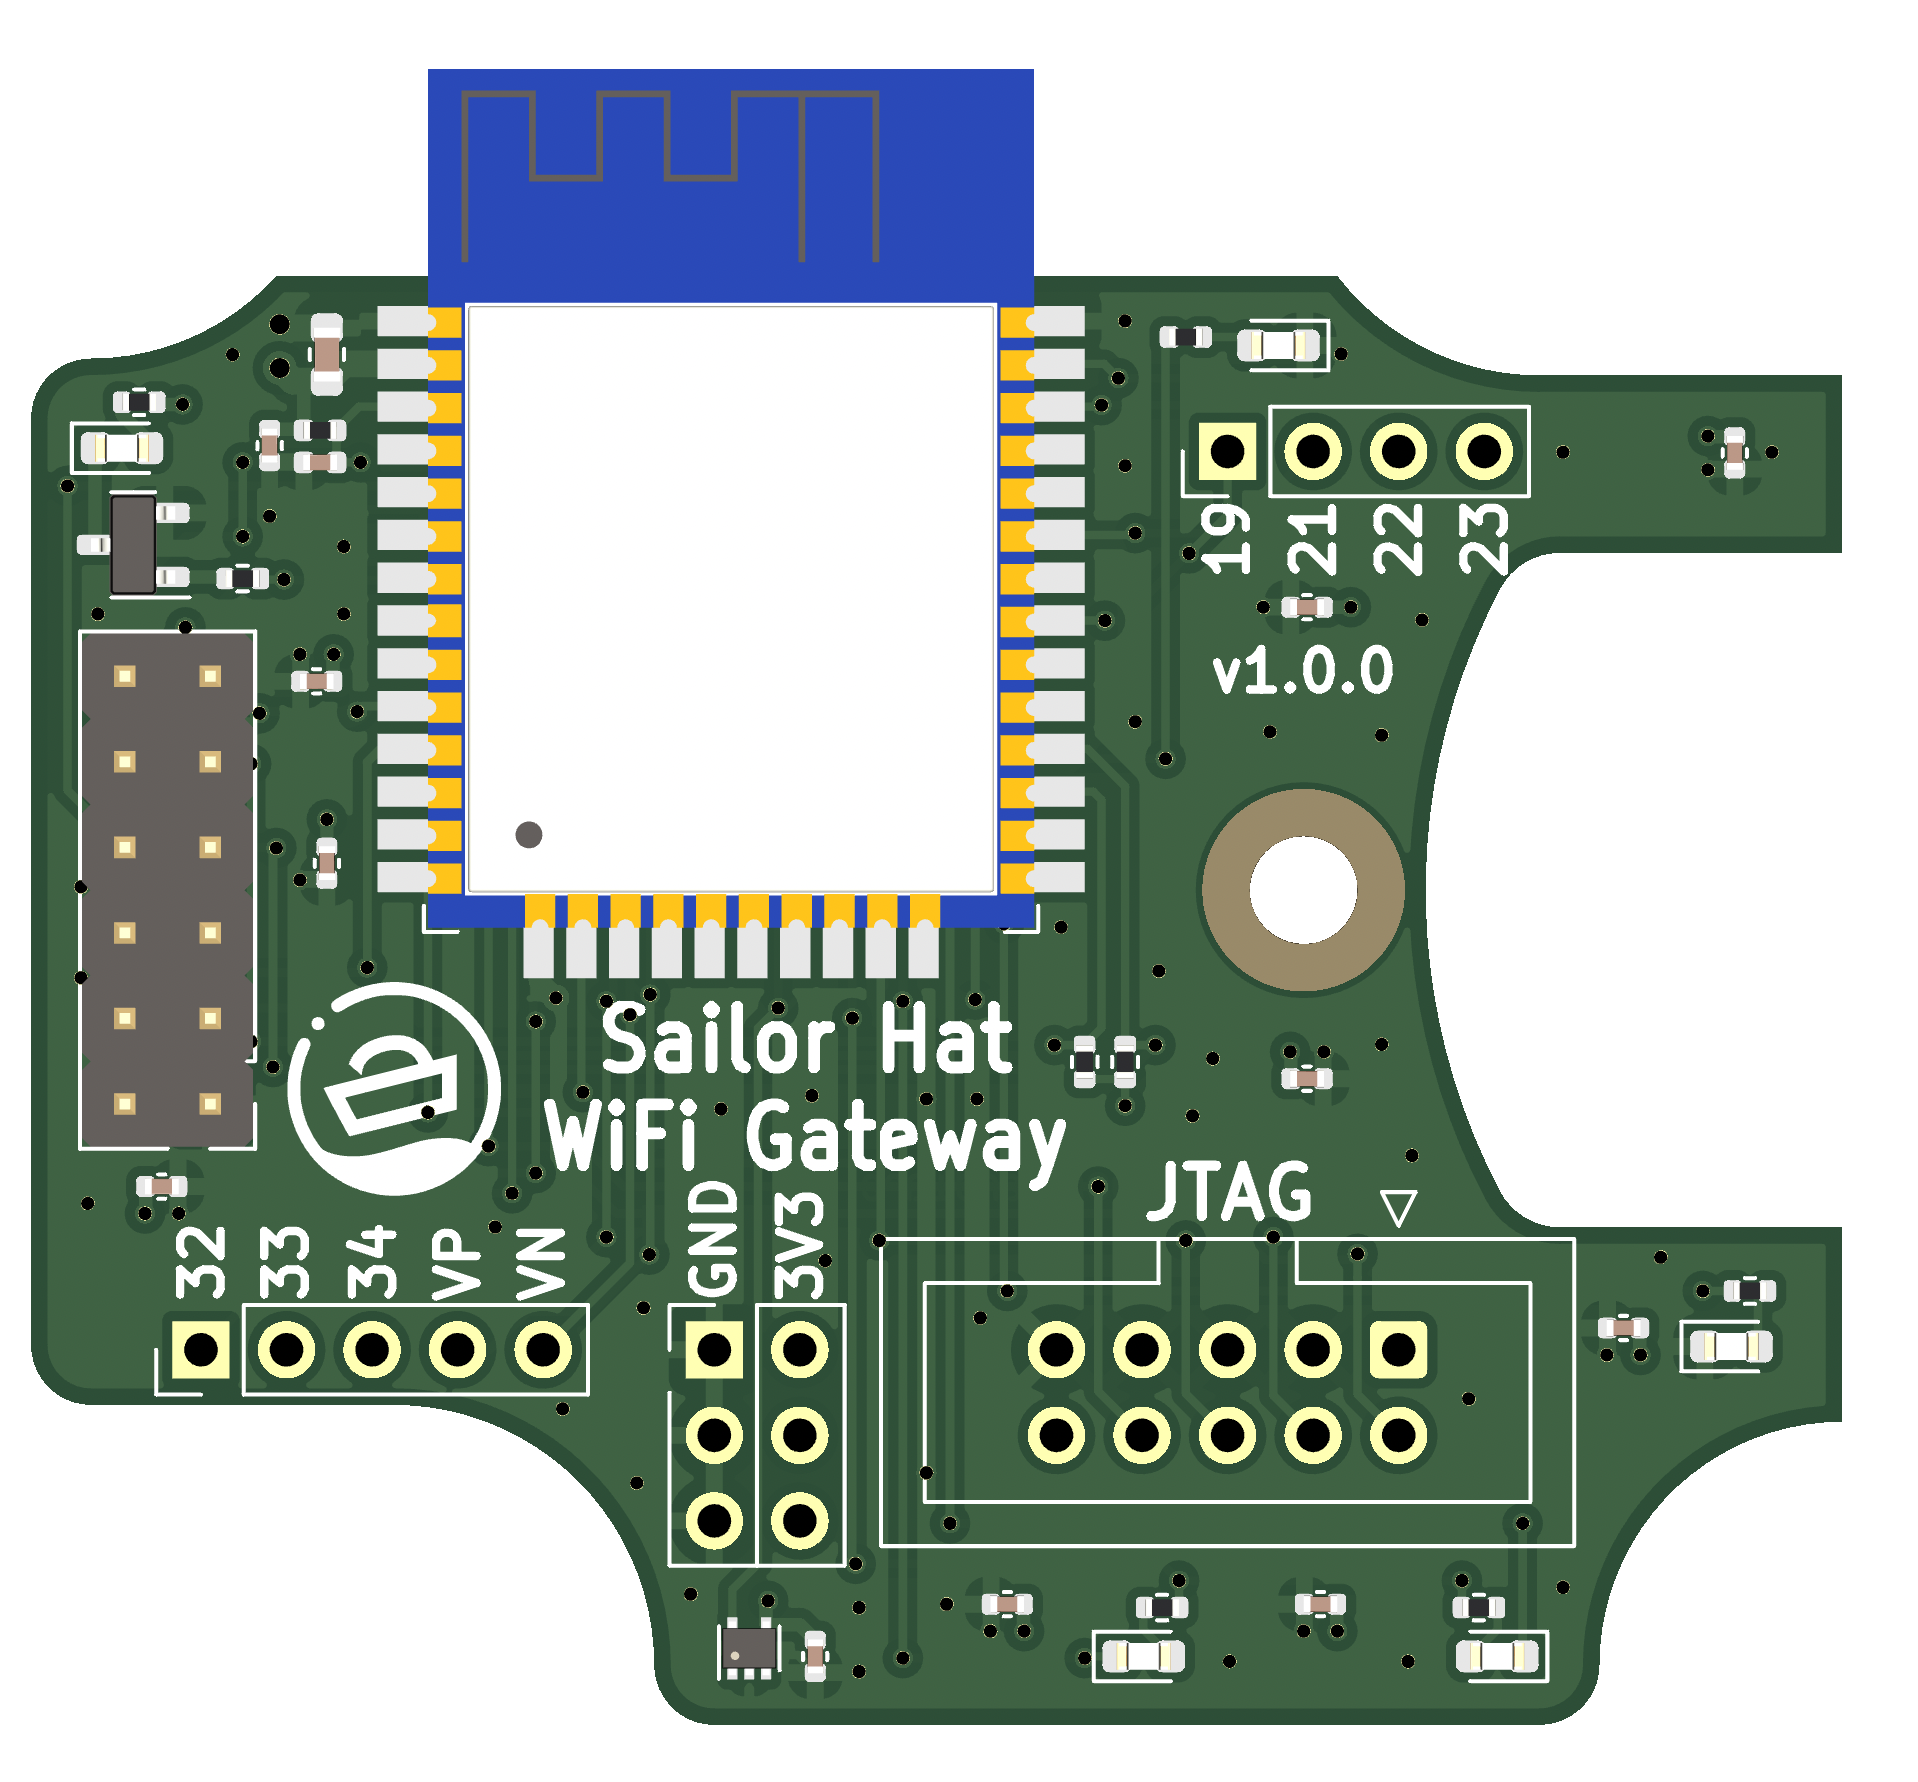 19
21
22
23
v1.0.0
Sailor Hat
WiFi Gateway
JTAG
32
33
34
VP
VN
GND
3V3